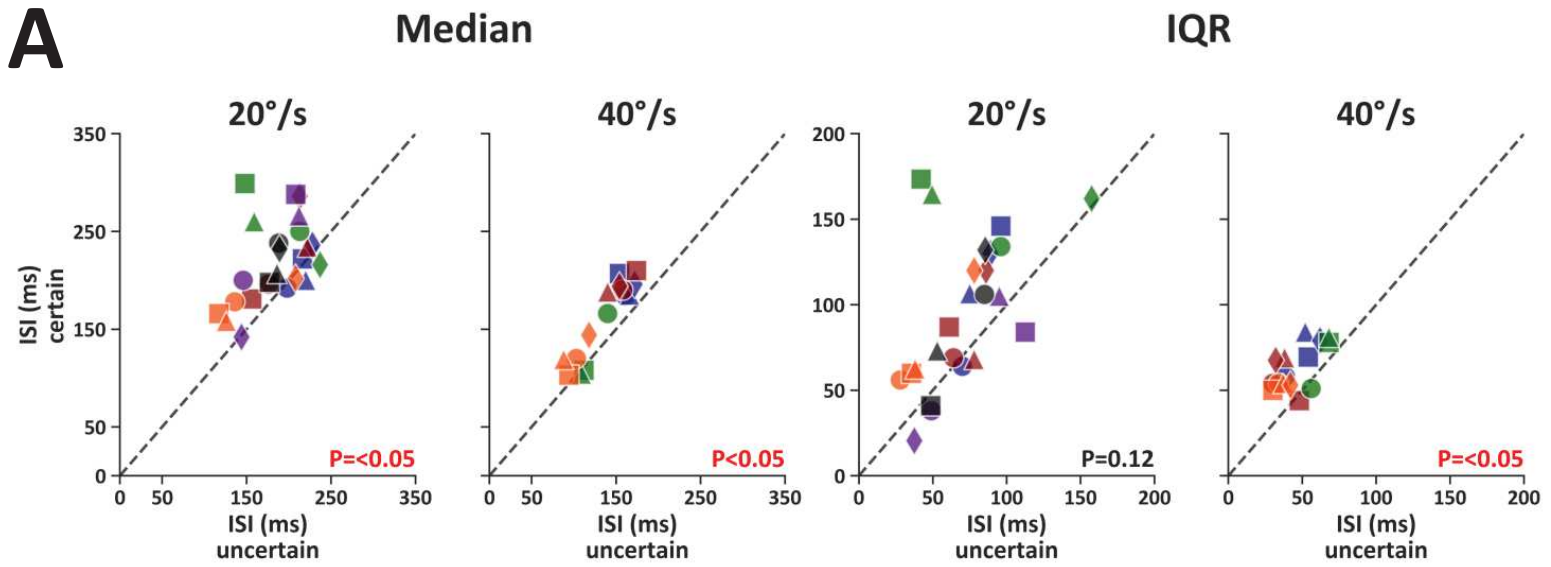 A
Median
IQR
20°/s
40°/s
20°/s
40°/s
350
250
150
50
0
200
150
100
50
0
ISI (ms)
certain
P=<0.05
P<0.05
P=0.12
P=<0.05
0 50 150 250 350
0 50 150 250 350
0 50 100 150 200
0 50 100 150 200
ISI (ms)
uncertain
ISI (ms)
uncertain
ISI (ms)
uncertain
ISI (ms)
uncertain